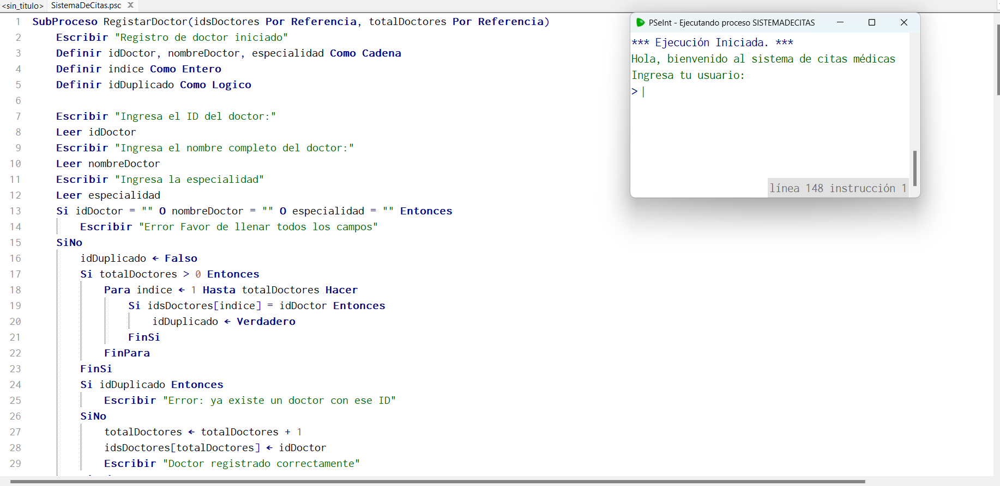 <sin_titulo> SistemaDeCitas.psc X
1 SubProceso RegistarDoctor(idsDoctores Por Referencia, totalDoctores Por Referencia)
2 Escribir "Registro de doctor iniciado"
3 Definir idDoctor, nombreDoctor, especialidad Como Cadena
4 Definir indice Como Entero
5 Definir idDuplicado Como Logico
6
7 Escribir "Ingresa el ID del doctor:"
8 Leer idDoctor
9 Escribir "Ingresa el nombre completo del doctor:"
10 Leer nombreDoctor
11 Escribir "Ingresa la especialidad"
12 Leer especialidad
13 Si idDoctor = "" O nombreDoctor = "" O especialidad = "" Entonces
14 Escribir "Error Favor de llenar todos los campos"
15 SiNo
16 idDuplicado ← Falso
17 Si totalDoctores > 0 Entonces
18 Para indice ← 1 Hasta totalDoctores Hacer
19 Si idsDoctores[indice] = idDoctor Entonces
20 idDuplicado ← Verdadero
21 FinSi
22 FinPara
23 FinSi
24 Si idDuplicado Entonces
25 Escribir "Error: ya existe un doctor con ese ID"
26 SiNo
27 totalDoctores ← totalDoctores + 1
28 idsDoctores[totalDoctores] ← idDoctor
29 Escribir "Doctor registrado correctamente"
PSeInt - Ejecutando proceso SISTEMADECITAS
*** Ejecución Iniciada. ***
Hola, bienvenido al sistema de citas médicas
Ingresa tu usuario:
>
línea 148 instrucción 1